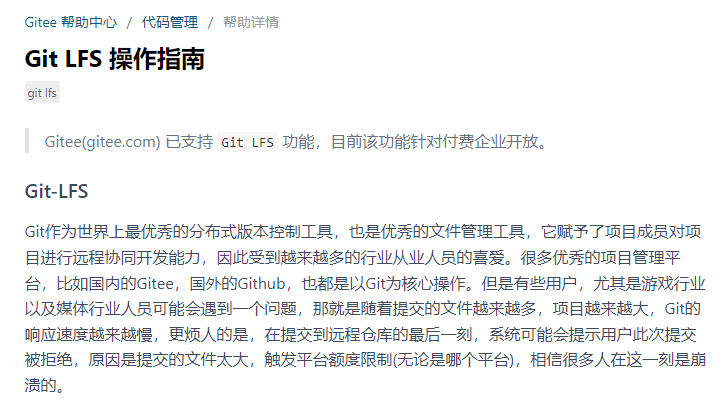 Gitee 帮助中心 / 代码管理 / 帮助详情
Git LFS 操作指南
git lfs
Gitee(gitee.com) 已支持 Git LFS 功能，目前该功能针对付费企业开放。
Git-LFS
Git作为世界上最优秀的分布式版本控制工具，也是优秀的文件管理工具，它赋予了项目成员对项
目进行远程协同开发能力，因此受到越来越多的行业从业人员的喜爱。很多优秀的项目管理平
台，比如国内的Gitee，国外的Github，也都是以Git为核心操作。但是有些用户，尤其是游戏行业
以及媒体行业人员可能会遇到一个问题，那就是随着提交的文件越来越多，项目越来越大，Git的
响应速度越来越慢，更烦人的是，在提交到远程仓库的最后一刻，系统可能会提示用户此次提交
被拒绝，原因是提交的文件太大，触发平台额度限制(无论是哪个平台)，相信很多人在这一刻是崩
溃的。